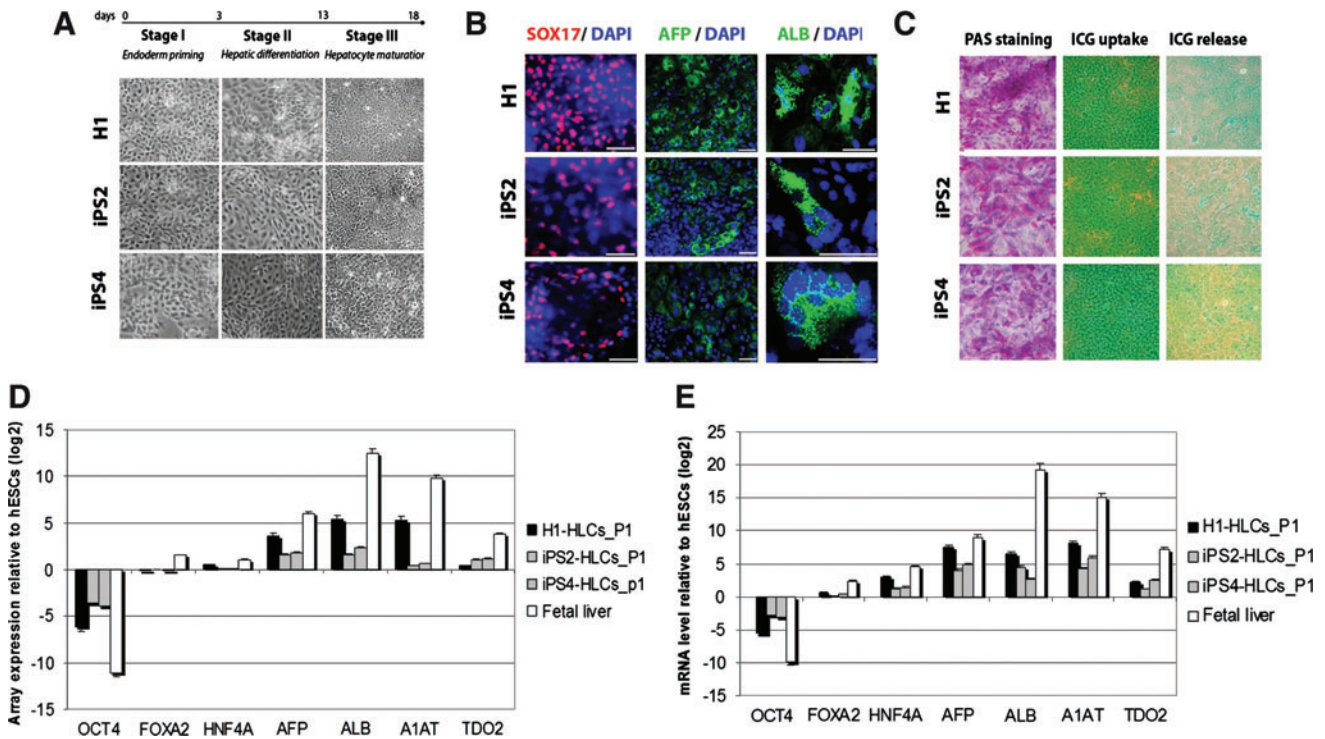 A
days 0 3 13 18
Stage I Stage II Stage III
Endoderm priming Hepatic differentiation Hepatocyte maturation
H1
iPS2
iPS4
B
SOX17/ DAPI AFP / DAPI ALB / DAPI
H1
iPS2
iPS4
C
PAS staining ICG uptake ICG release
H1
iPS2
iPS4
D
Array expression relative to hESCs (log2)
15
10
5
0
-5
-10
-15
OCT4 FOXA2 HNF4A AFP ALB A1AT TDO2
H1-HLCs_P1
iPS2-HLCs_P1
iPS4-HLCs_p1
Fetal liver
E
mRNA level relative to hESCs (log2)
25
20
15
10
5
0
-5
-10
-15
OCT4 FOXA2 HNF4A AFP ALB A1AT TDO2
H1-HLCs_P1
iPS2-HLCs_P1
iPS4-HLCs_P1
Fetal liver